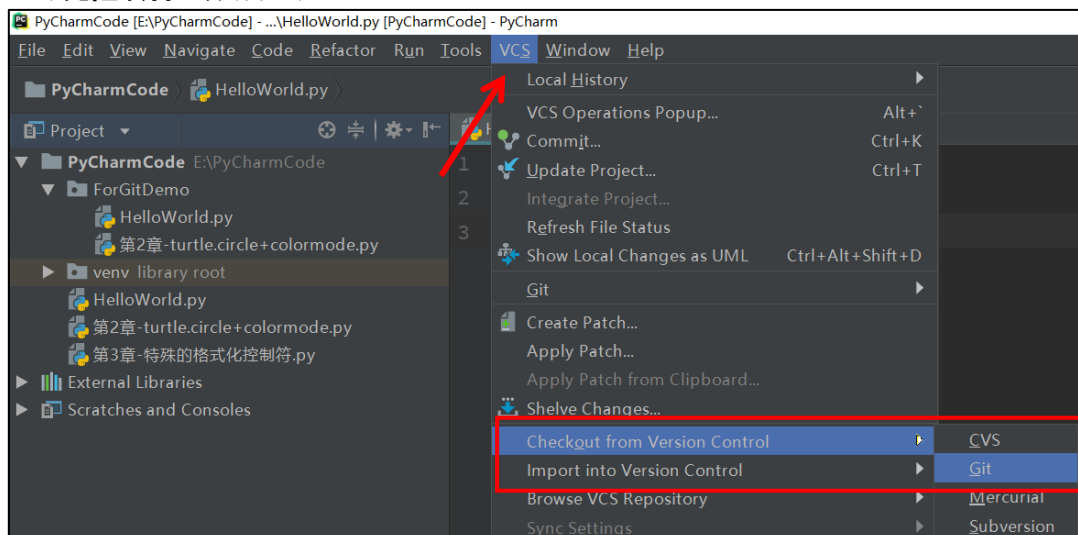 PyCharmCode [E:\PyCharmCode] - ...\HelloWorld.py [PyCharmCode] - PyCharm
File Edit View Navigate Code Refactor Run Tools VCS Window Help
PyCharmCode HelloWorld.py
Project
PyCharmCode E:\PyCharmCode
ForGitDemo
HelloWorld.py
第2章-turtle.circle+colormode.py
venv library root
HelloWorld.py
第2章-turtle.circle+colormode.py
第3章-特殊的格式化控制符.py
External Libraries
Scratches and Consoles
1
2
3
Local History
VCS Operations Popup... Alt+`
Commit... Ctrl+K
Update Project... Ctrl+T
Integrate Project...
Refresh File Status
Show Local Changes as UML Ctrl+Alt+Shift+D
Git
Create Patch...
Apply Patch...
Apply Patch from Clipboard...
Shelve Changes...
Checkout from Version Control
Import into Version Control
Browse VCS Repository
Sync Settings
CVS
Git
Mercurial
Subversion